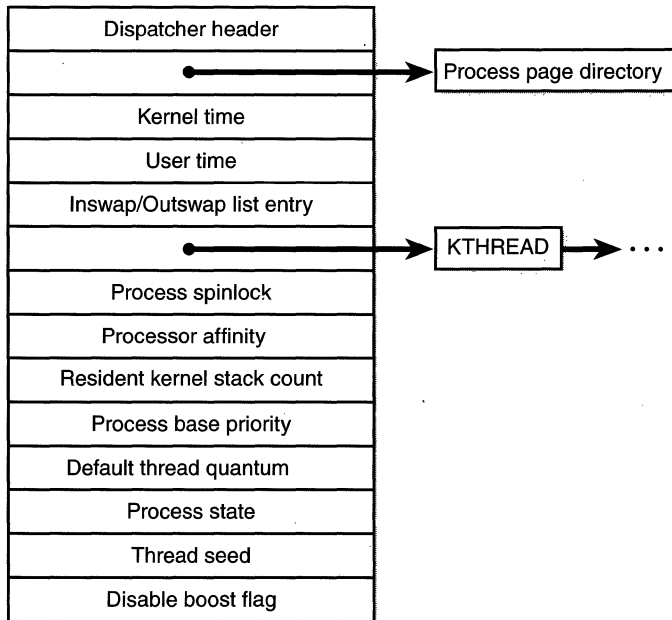 Dispatcher header
Process page directory
Kernel time
User time
Inswap/Outswap list entry
KTHREAD
...
Process spinlock
Processor affinity
Resident kernel stack count
Process base priority
Default thread quantum
Process state
Thread seed
Disable boost flag